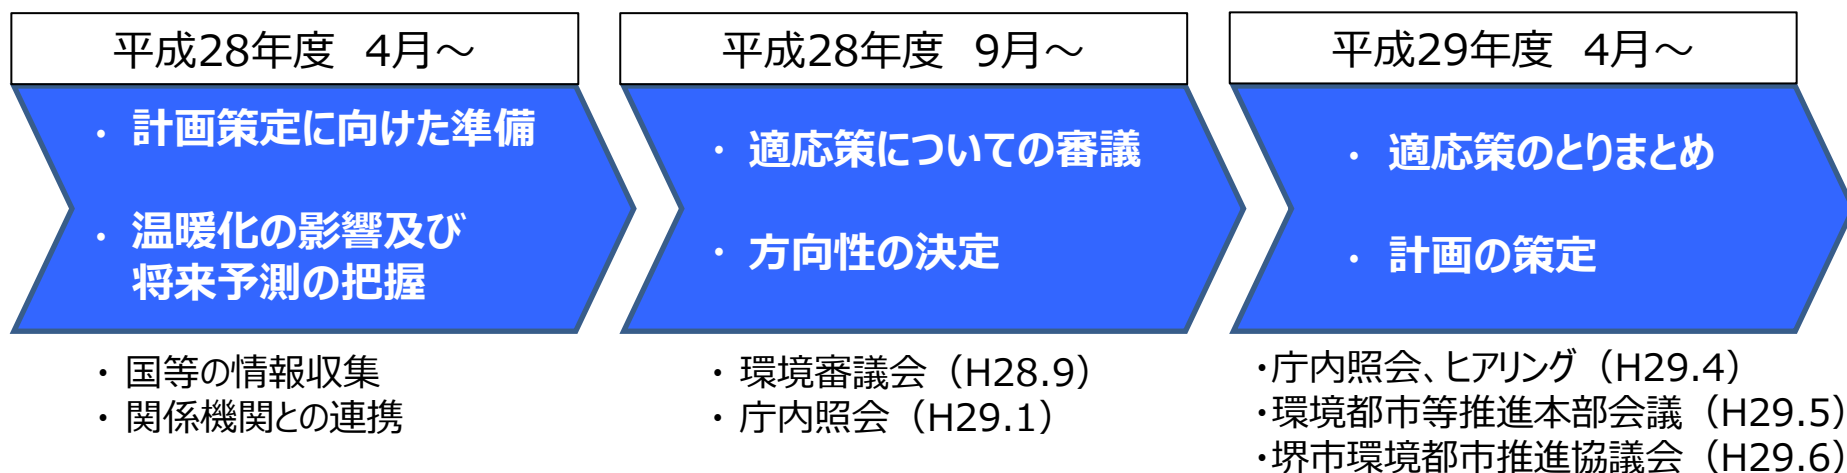 平成28年度 4月～
・ 計画策定に向けた準備
・ 温暖化の影響及び
将来予測の把握
・ 国等の情報収集
・ 関係機関との連携
平成28年度 9月～
・ 適応策についての審議
・ 方向性の決定
・ 環境審議会（H28.9）
・ 庁内照会（H29.1）
平成29年度 4月～
・ 適応策のとりまとめ
・ 計画の策定
・庁内照会、ヒアリング（H29.4）
・環境都市等推進本部会議（H29.5）
・堺市環境都市推進協議会（H29.6）